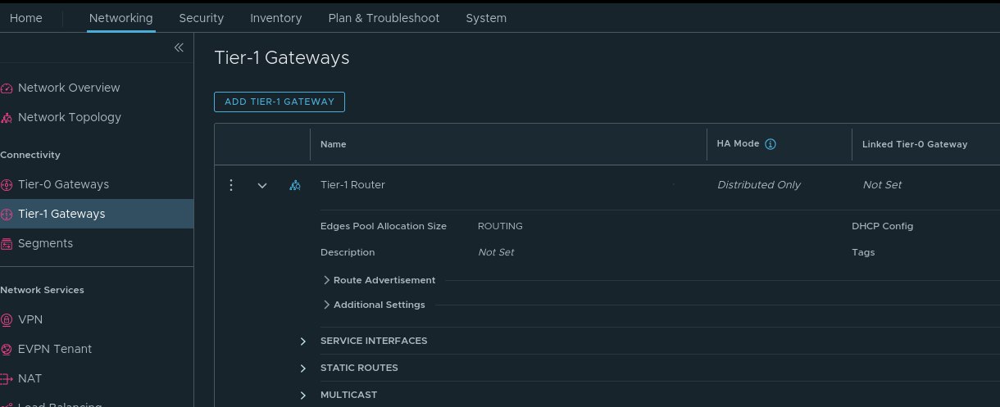 Home Networking Security Inventory Plan & Troubleshoot System
Tier-1 Gateways
Network Overview
ADD TIER-1 GATEWAY
Network Topology
Name HA Mode Linked Tier-0 Gateway
Connectivity
Tier-0 Gateways
Tier-1 Router Distributed Only Not Set
Tier-1 Gateways
Edges Pool Allocation Size ROUTING DHCP Config
Segments
Description Not Set Tags
Route Advertisement
Network Services
Additional Settings
VPN
SERVICE INTERFACES
EVPN Tenant
STATIC ROUTES
NAT
MULTICAST
Load Balancing